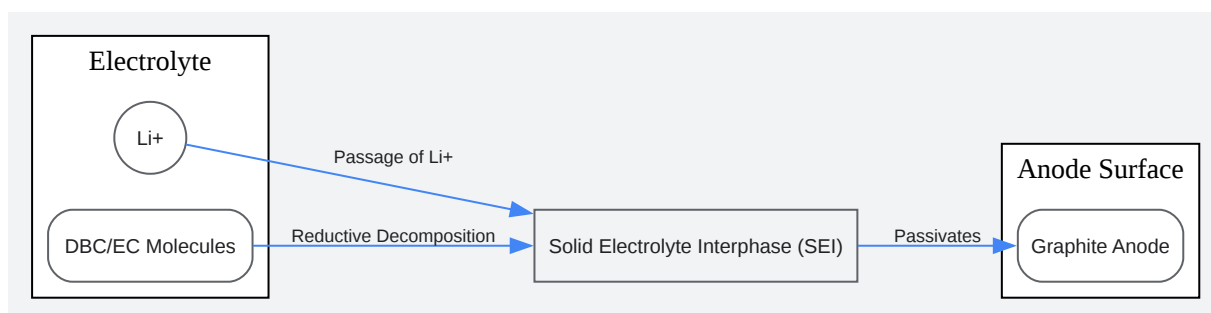 Electrolyte
Li+
Passage of Li+
Anode Surface
DBC/EC Molecules
Reductive Decomposition
Solid Electrolyte Interphase (SEI)
Passivates
Graphite Anode